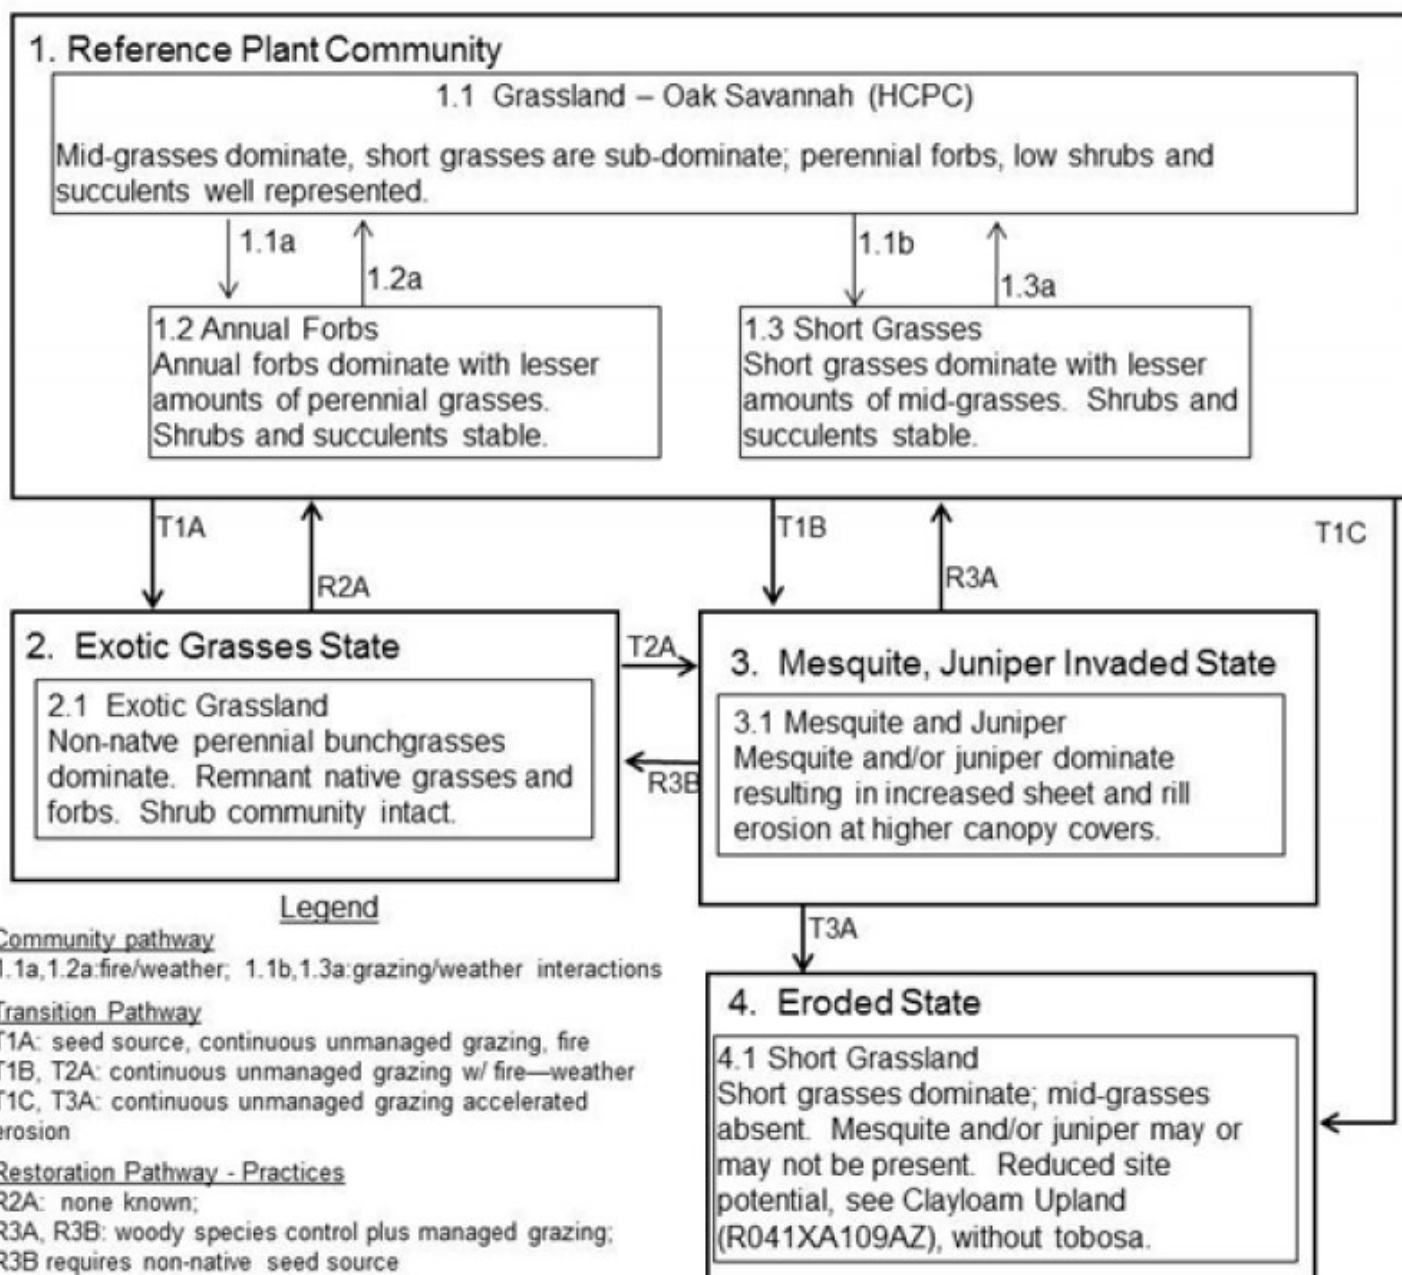 1. Reference Plant Community
1.1 Grassland – Oak Savannah (HCPC)
Mid-grasses dominate, short grasses are sub-dominate; perennial forbs, low shrubs and
succulents well represented.
1.1a
1.2a
1.1b
1.3a
1.2 Annual Forbs
Annual forbs dominate with lesser
amounts of perennial grasses.
Shrubs and succulents stable.
1.3 Short Grasses
Short grasses dominate with lesser
amounts of mid-grasses. Shrubs and
succulents stable.
T1A
R2A
T1B
R3A
T1C
2. Exotic Grasses State
2.1 Exotic Grassland
Non-natve perennial bunchgrasses
dominate. Remnant native grasses and
forbs. Shrub community intact.
T2A
R3B
3. Mesquite, Juniper Invaded State
3.1 Mesquite and Juniper
Mesquite and/or juniper dominate
resulting in increased sheet and rill
erosion at higher canopy covers.
T3A
4. Eroded State
4.1 Short Grassland
Short grasses dominate; mid-grasses
absent. Mesquite and/or juniper may or
may not be present. Reduced site
potential, see Clayloam Upland
(R041XA109AZ), without tobosa.
Legend
Community pathway
1.1a,1.2a:fire/weather; 1.1b,1.3a:grazing/weather interactions
Transition Pathway
T1A: seed source, continuous unmanaged grazing, fire
T1B, T2A: continuous unmanaged grazing w/ fire—weather
T1C, T3A: continuous unmanaged grazing accelerated
erosion
Restoration Pathway - Practices
R2A: none known;
R3A, R3B: woody species control plus managed grazing;
R3B requires non-native seed source